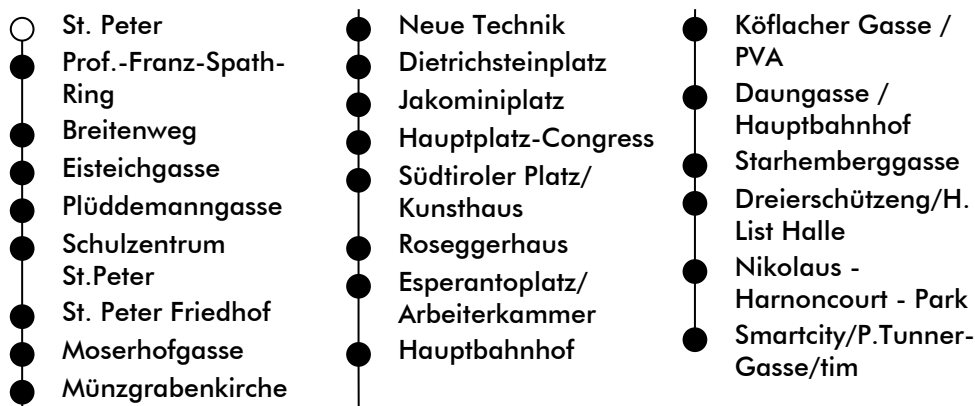 St. Peter
Prof.-Franz-Spath-
Ring
Breitenweg
Eisteichgasse
Plüddemanngasse
Schulzentrum
St.Peter
St. Peter Friedhof
Moserhofgasse
Münzgrabenkirche
Neue Technik
Dietrichsteinplatz
Jakominiplatz
Hauptplatz-Congress
Südtiroler Platz/
Kunsthaus
Roseggerhaus
Esperantoplatz/
Arbeiterkammer
Hauptbahnhof
Köflacher Gasse /
PVA
Daungasse /
Hauptbahnhof
Starhemberggasse
Dreierschützeng/H.
List Halle
Nikolaus -
Harnoncourt - Park
Smartcity/P.Tunner-
Gasse/tim